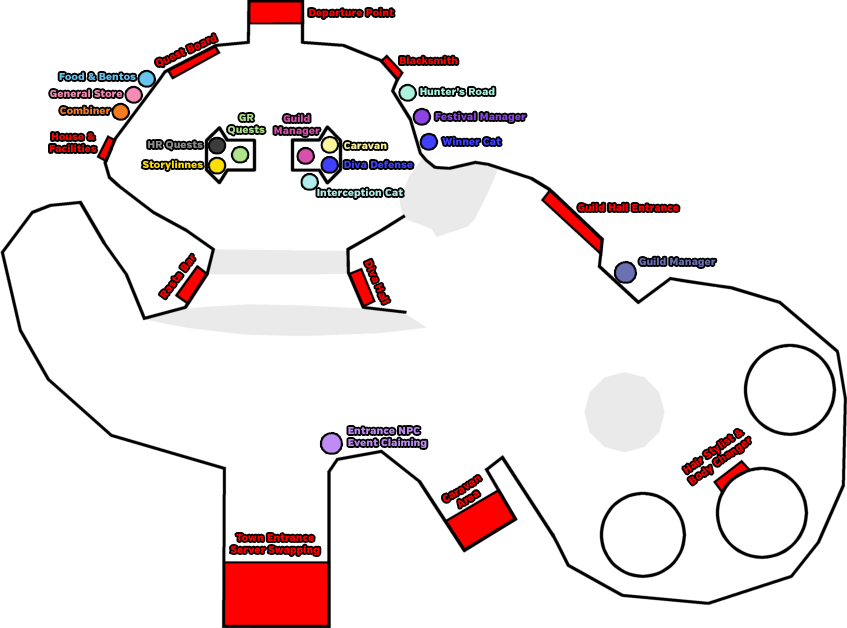 Departure Point
Quest Board
Blacksmith
Food & Bentos
General Store
Combiner
Hunter's Road
Festival Manager
Winner Cat
House &
Facilities
GR
Quests
Guild
Manager
HR Quests
Storylinnes
Caravan
Diva Defense
Interception Cat
Guild Hall Entrance
Guild Manager
Rasta Bar
Diva Hall
Entrance NPC
Event Claiming
Hair Stylist &
Body Changer
Caravan
Area
Town Entrance
Server Swapping